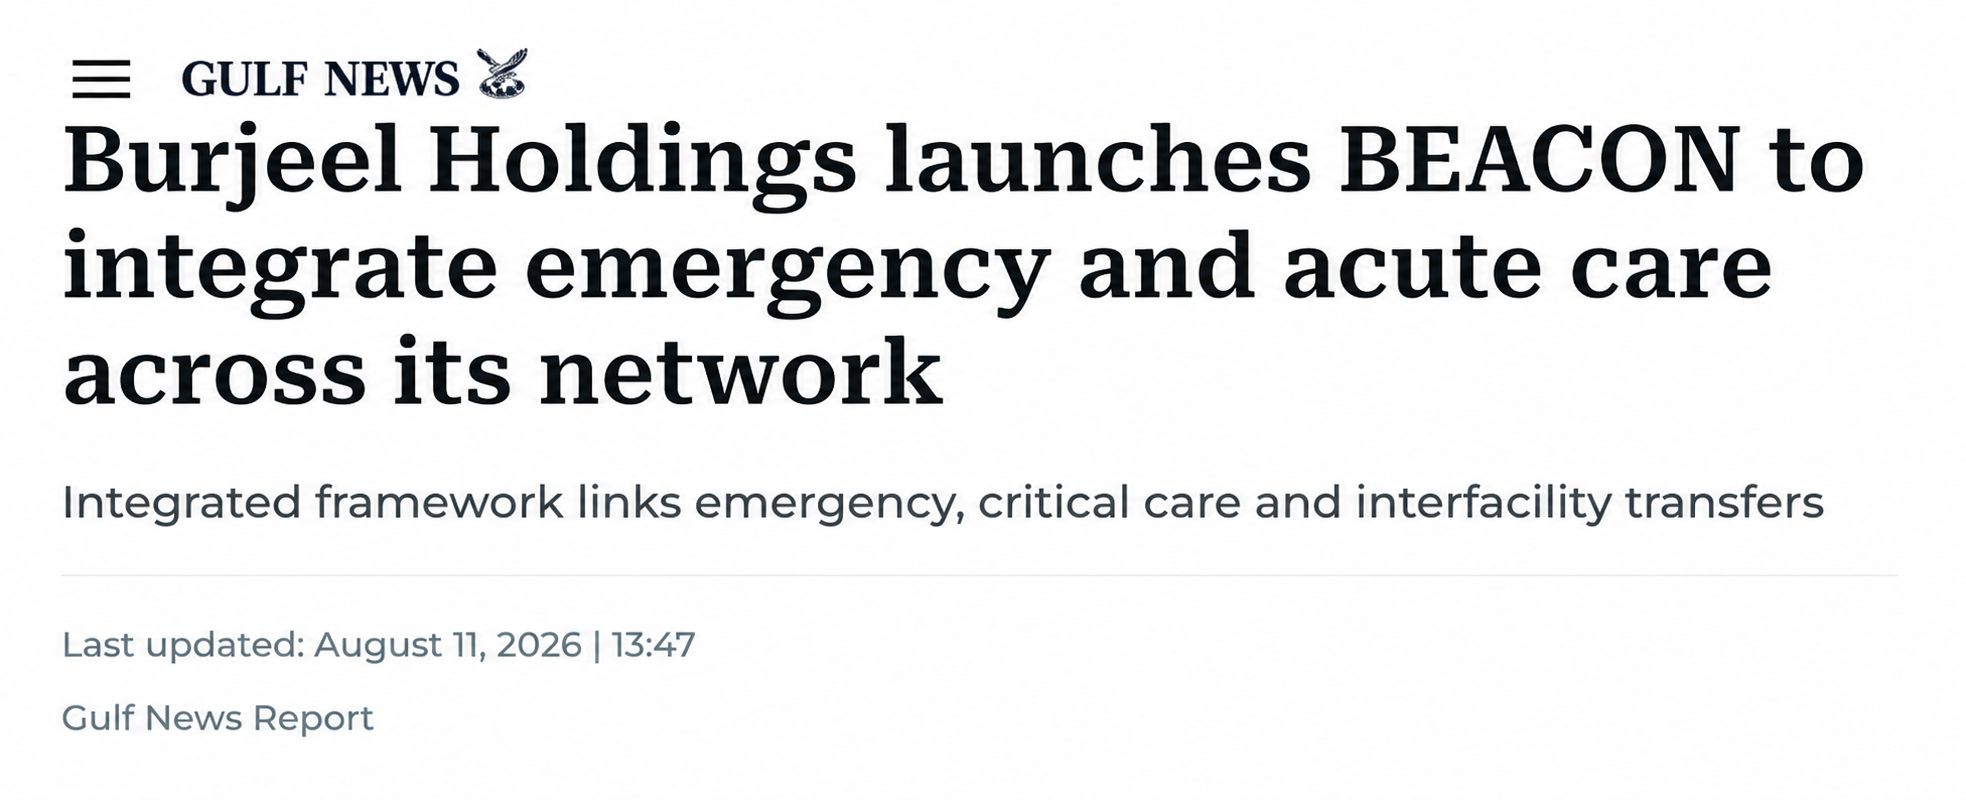 GULF NEWS
Burjeel Holdings launches BEACON to
integrate emergency and acute care
across its network
Integrated framework links emergency, critical care and interfacility transfers
Last updated: August 11, 2026 | 13:47
Gulf News Report